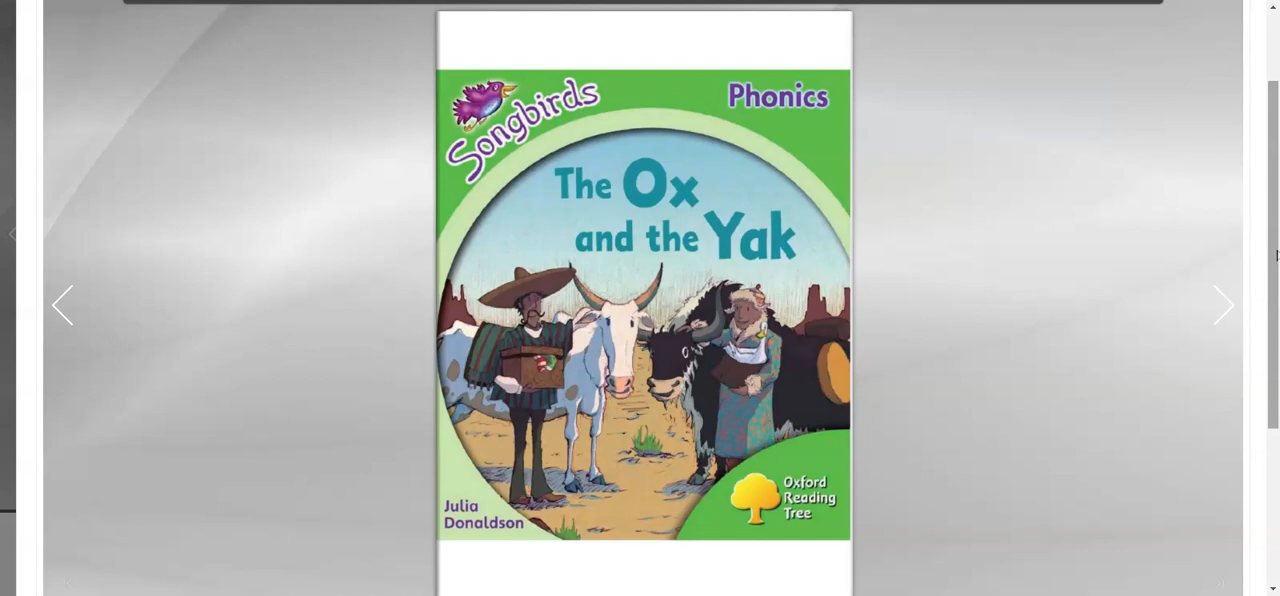 Songbirds
Phonics
The Ox
and the Yak
Julia
Donaldson
Oxford
Reading
Tree